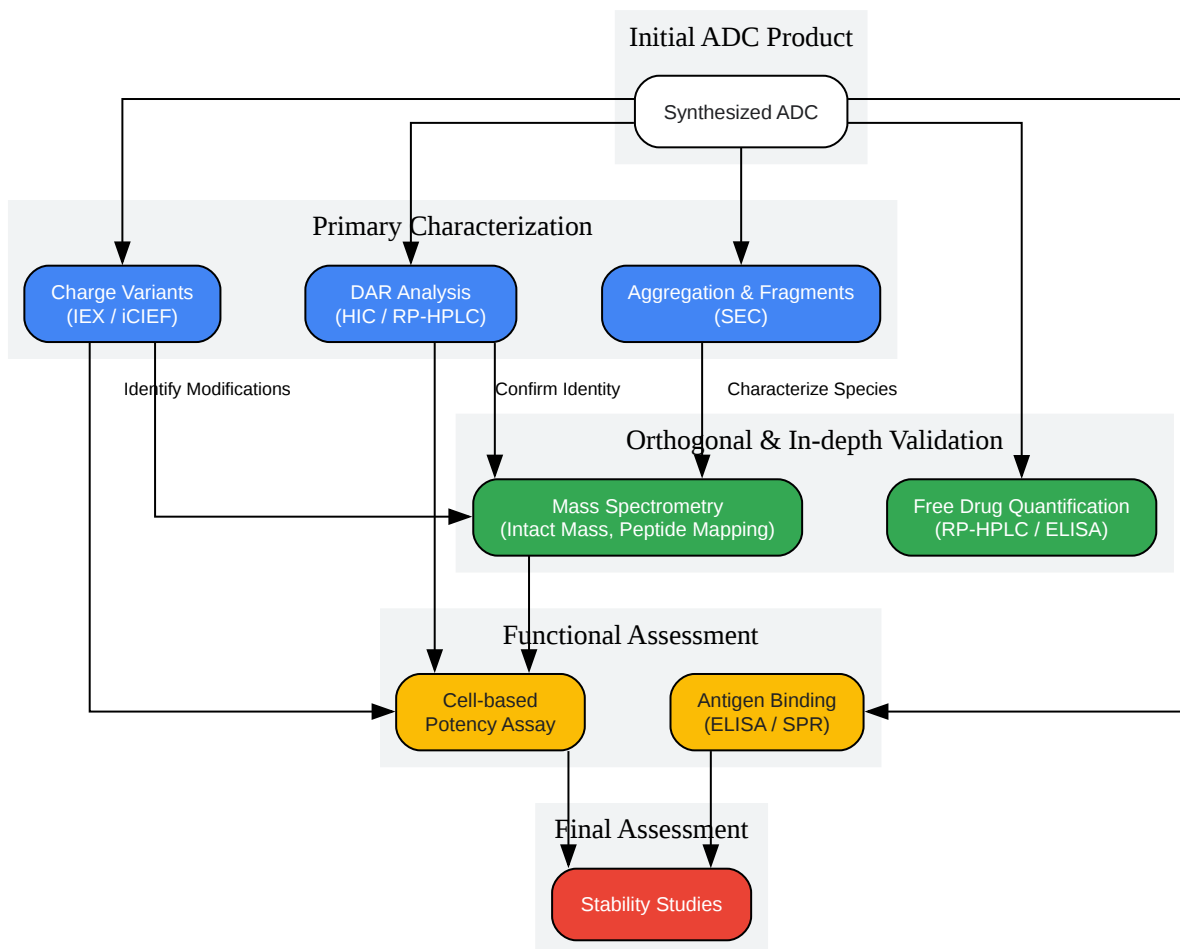 Initial ADC Product
Synthesized ADC
Primary Characterization
Charge Variants
(IEX / iCIEF)
DAR Analysis
(HIC / RP-HPLC)
Aggregation & Fragments
(SEC)
Identify Modifications
Confirm Identity
Characterize Species
Orthogonal & In-depth Validation
Mass Spectrometry
(Intact Mass, Peptide Mapping)
Free Drug Quantification
(RP-HPLC / ELISA)
Functional Assessment
Cell-based
Potency Assay
Antigen Binding
(ELISA / SPR)
Final Assessment
Stability Studies